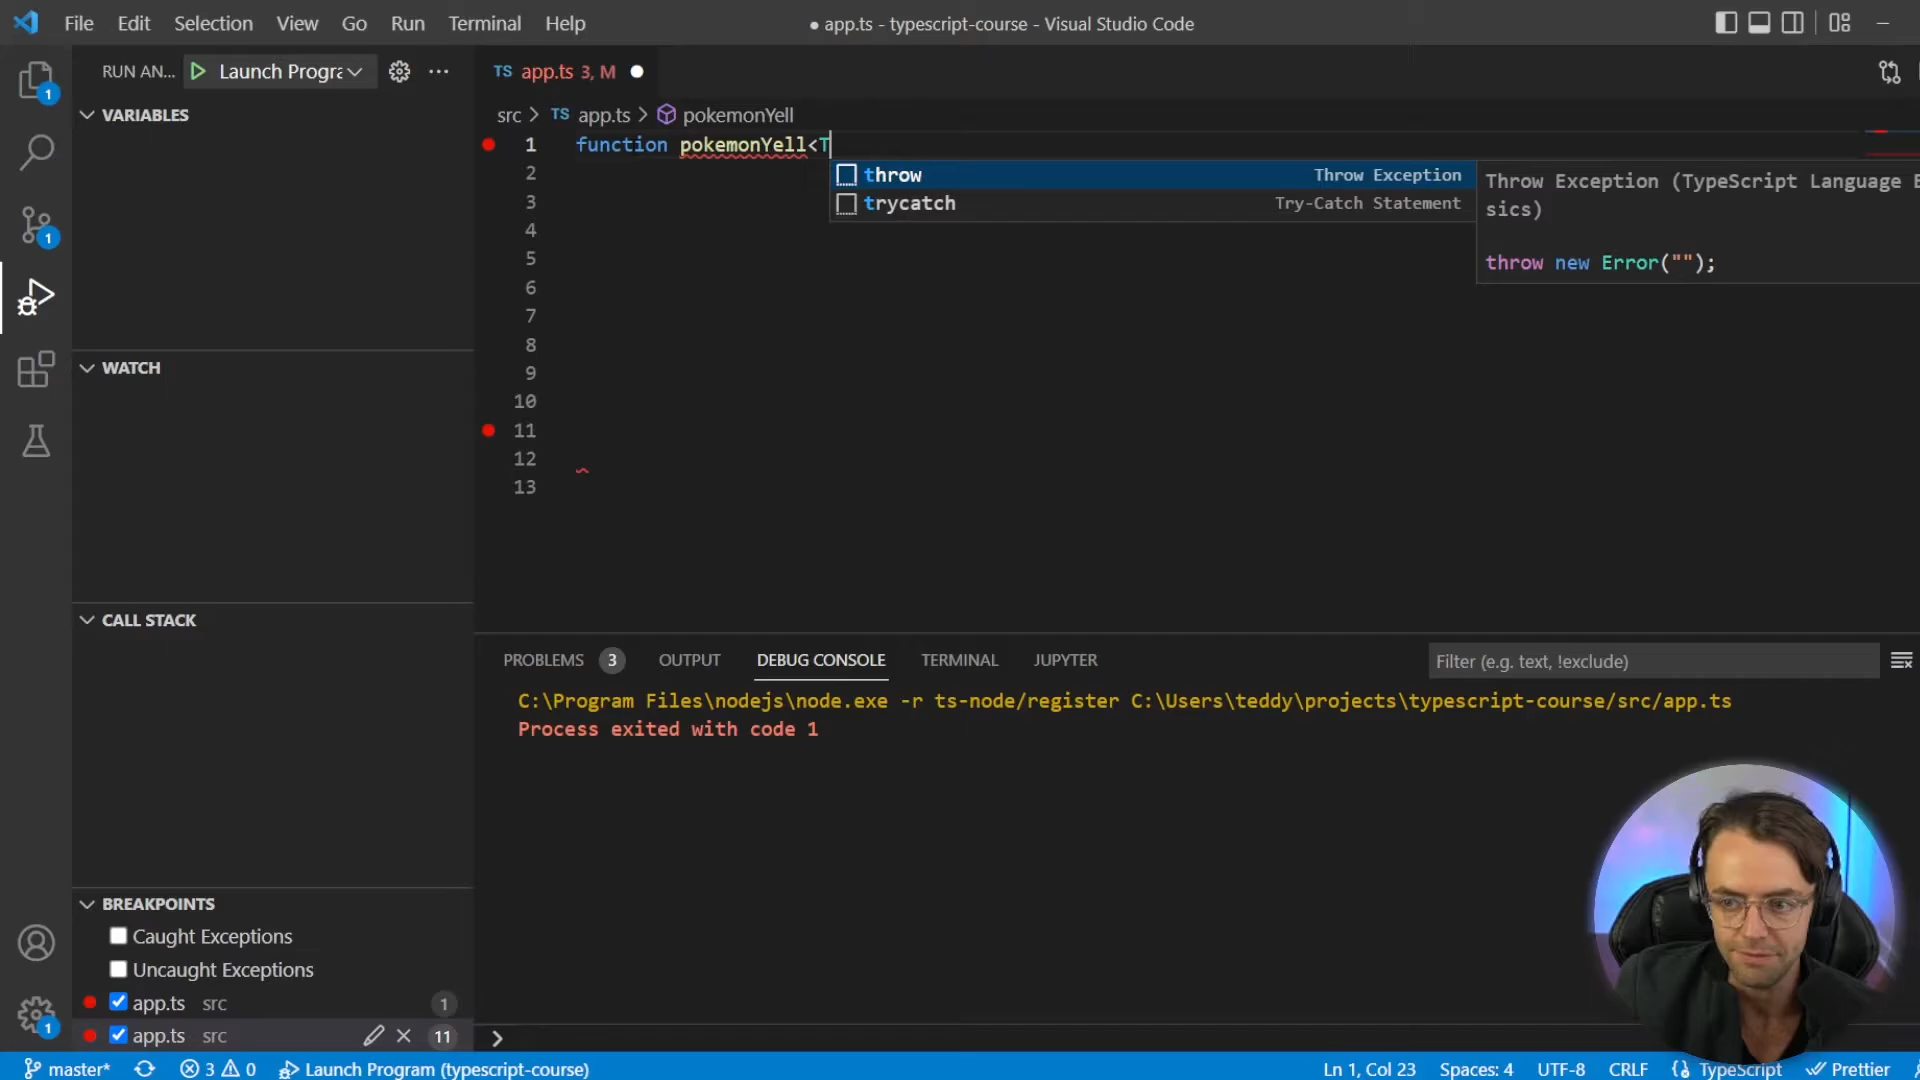 File Edit Selection View Go Run Terminal Help
● app.ts - typescript-course - Visual Studio Code
RUN AN... Launch Progra
TS app.ts 3, M ●
VARIABLES
src > TS app.ts > pokemonYell
1 function pokemonYell<T
throw Throw Exception
trycatch Try-Catch Statement
Throw Exception (TypeScript Language
sics)
throw new Error("");
2
3
4
5
6
7
8
9
10
11
12
13
WATCH
CALL STACK
BREAKPOINTS
Caught Exceptions
Uncaught Exceptions
app.ts src 1
app.ts src 11
PROBLEMS 3 OUTPUT DEBUG CONSOLE TERMINAL JUPYTER
Filter (e.g. text, !exclude)
C:\Program Files\nodejs\node.exe -r ts-node/register C:\Users\teddy\projects\typescript-course/src/app.ts
Process exited with code 1
>
1
1
1
master* 3 0 Launch Program (typescript-course)
Ln 1, Col 23 Spaces: 4 UTF-8 CRLF TypeScript Prettier